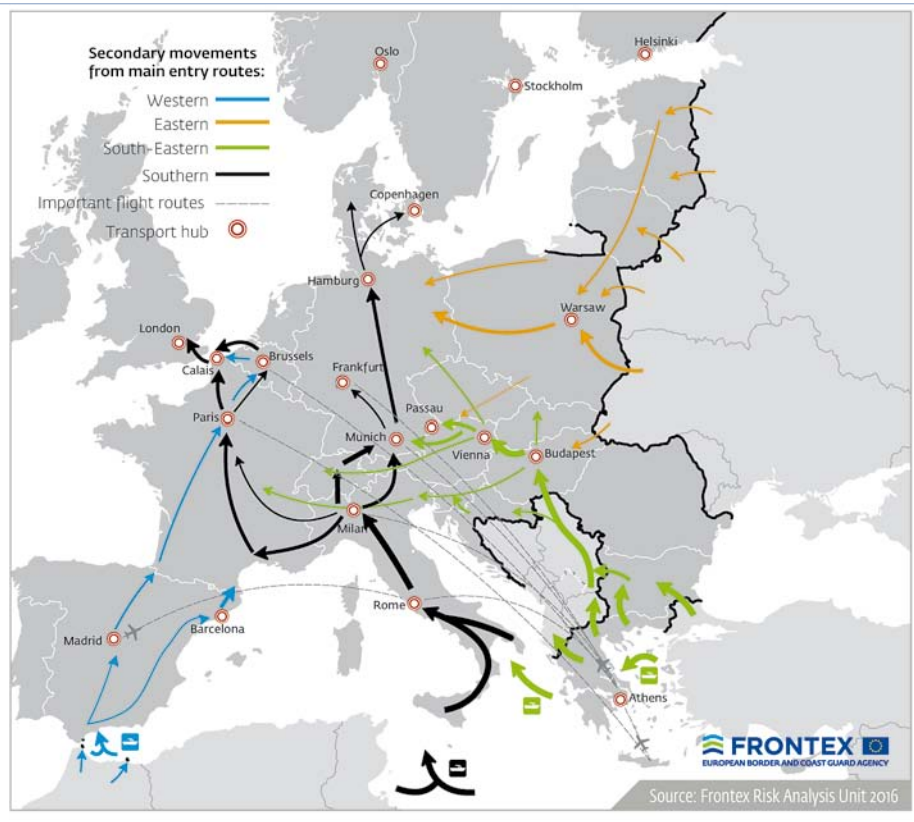 Secondary movements
from main entry routes:
Western
Eastern
South-Eastern
Southern
Important flight routes
Transport hub
Oslo
Helsinki
Stockholm
Copenhagen
Hamburg
London
Calais
Brussels
Warsaw
Frankfurt
Passau
Paris
Munich
Vienna
Budapest
Milan
Rome
Madrid
Barcelona
Athens
FRONTEX
EUROPEAN BORDER AND COAST GUARD AGENCY
Source: Frontex Risk Analysis Unit 2016